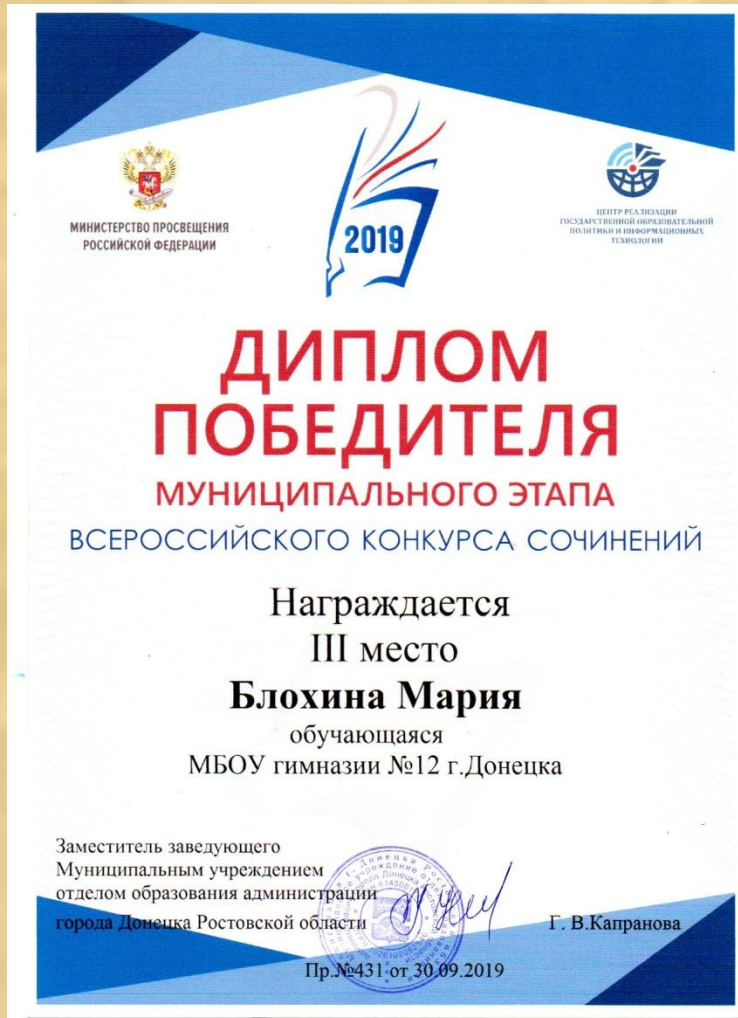 МИНИСТЕРСТВО ПРОСВЕЩЕНИЯ
РОССИЙСКОЙ ФЕДЕРАЦИИ
2019
ЦЕНТР РЕАЛИЗАЦИИ
ГОСУДАРСТВЕННОЙ ОБРАЗОВАТЕЛЬНОЙ
ПОЛИТИКИ И ИНФОРМАЦИОННЫХ
ТЕХНОЛОГИЙ
ДИПЛОМ
ПОБЕДИТЕЛЯ
МУНИЦИПАЛЬНОГО ЭТАПА
ВСЕРОССИЙСКОГО КОНКУРСА СОЧИНЕНИЙ
Награждается
III место
Блохина Мария
обучающаяся
МБОУ гимназии №12 г.Донецка
Заместитель заведующего
Муниципальным учреждением
отделом образования администрации
города Донецка Ростовской области
Г. В.Капранова
Пр.№431 от 30.09.2019